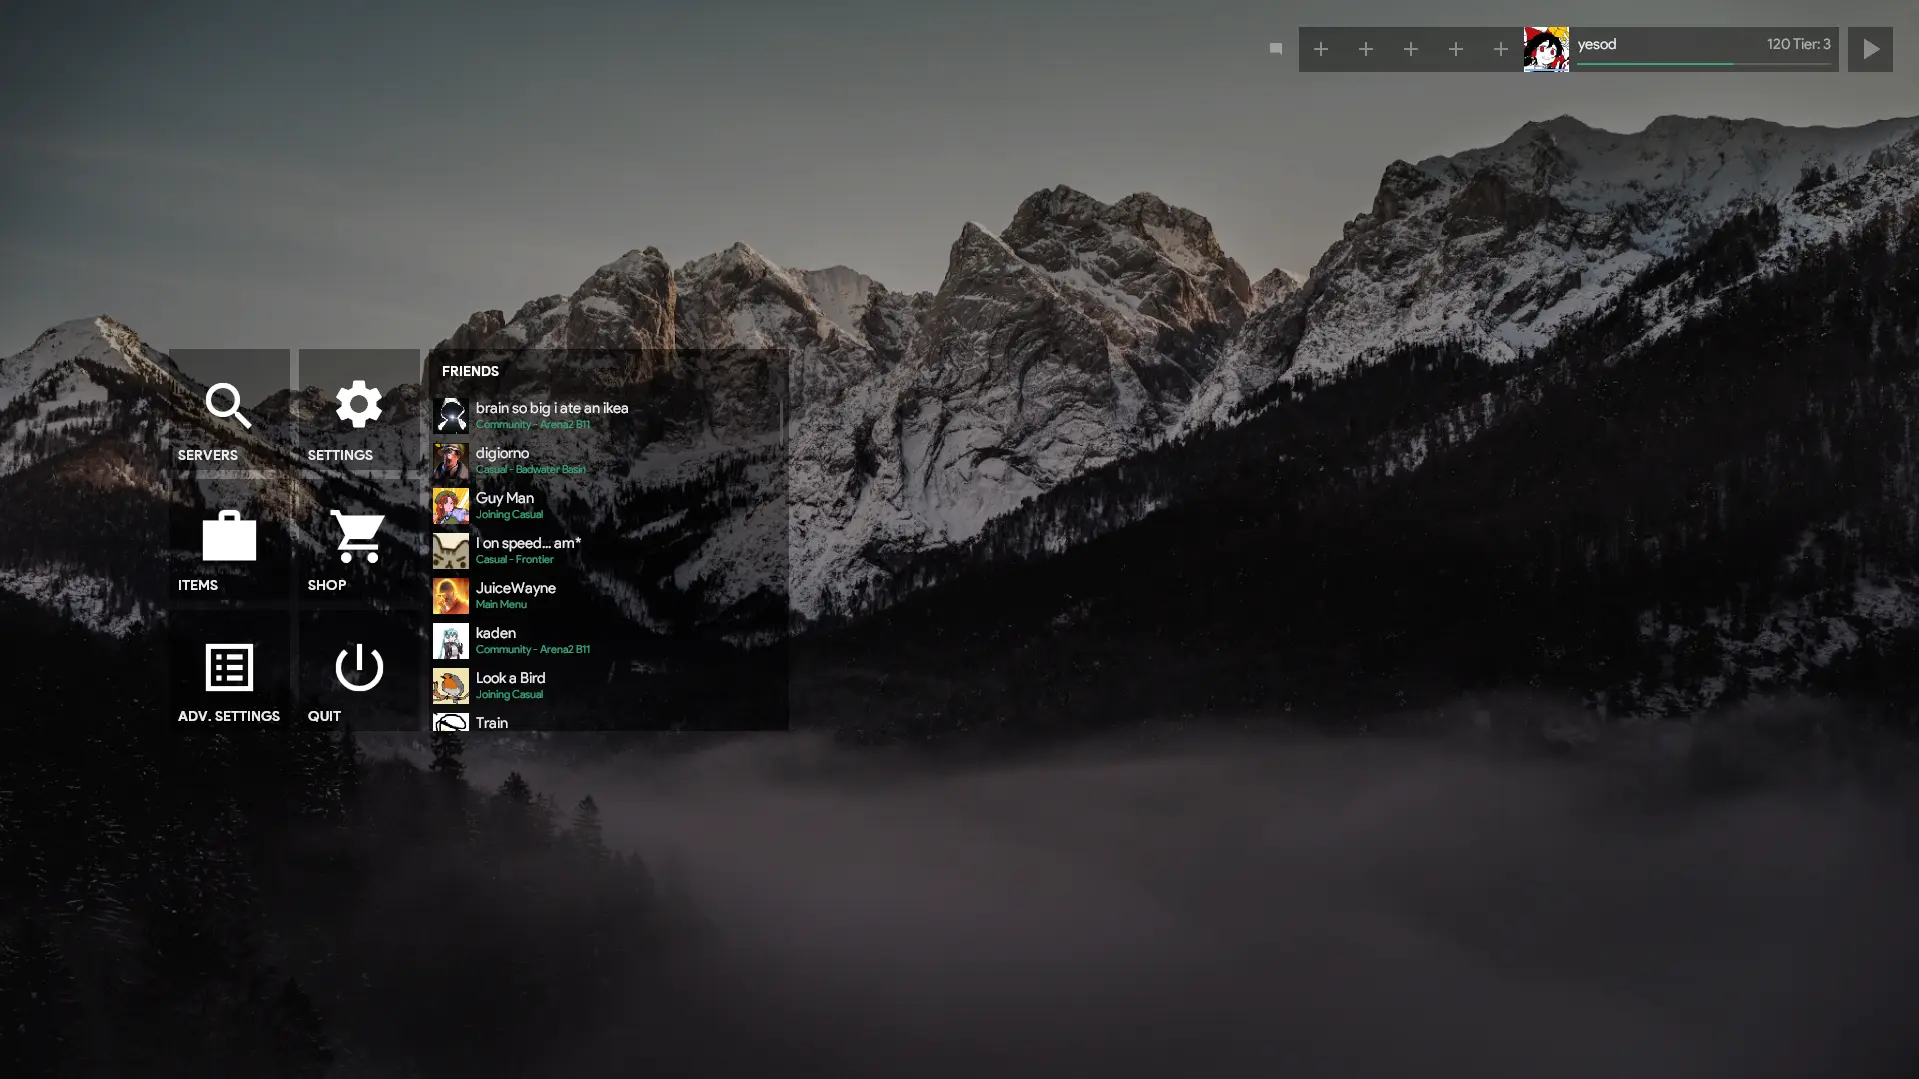 yesod
120 Tier: 3
SERVERS
SETTINGS
ITEMS
SHOP
ADV. SETTINGS
QUIT
FRIENDS
brain so big i ate an ikea
Community - Arena2 B11
digiorno
Casual - Badwater Basin
Guy Man
Joining Casual
I on speed... am*
Casual - Frontier
JuiceWayne
Main Menu
kaden
Community - Arena2 B11
Look a Bird
Joining Casual
Train